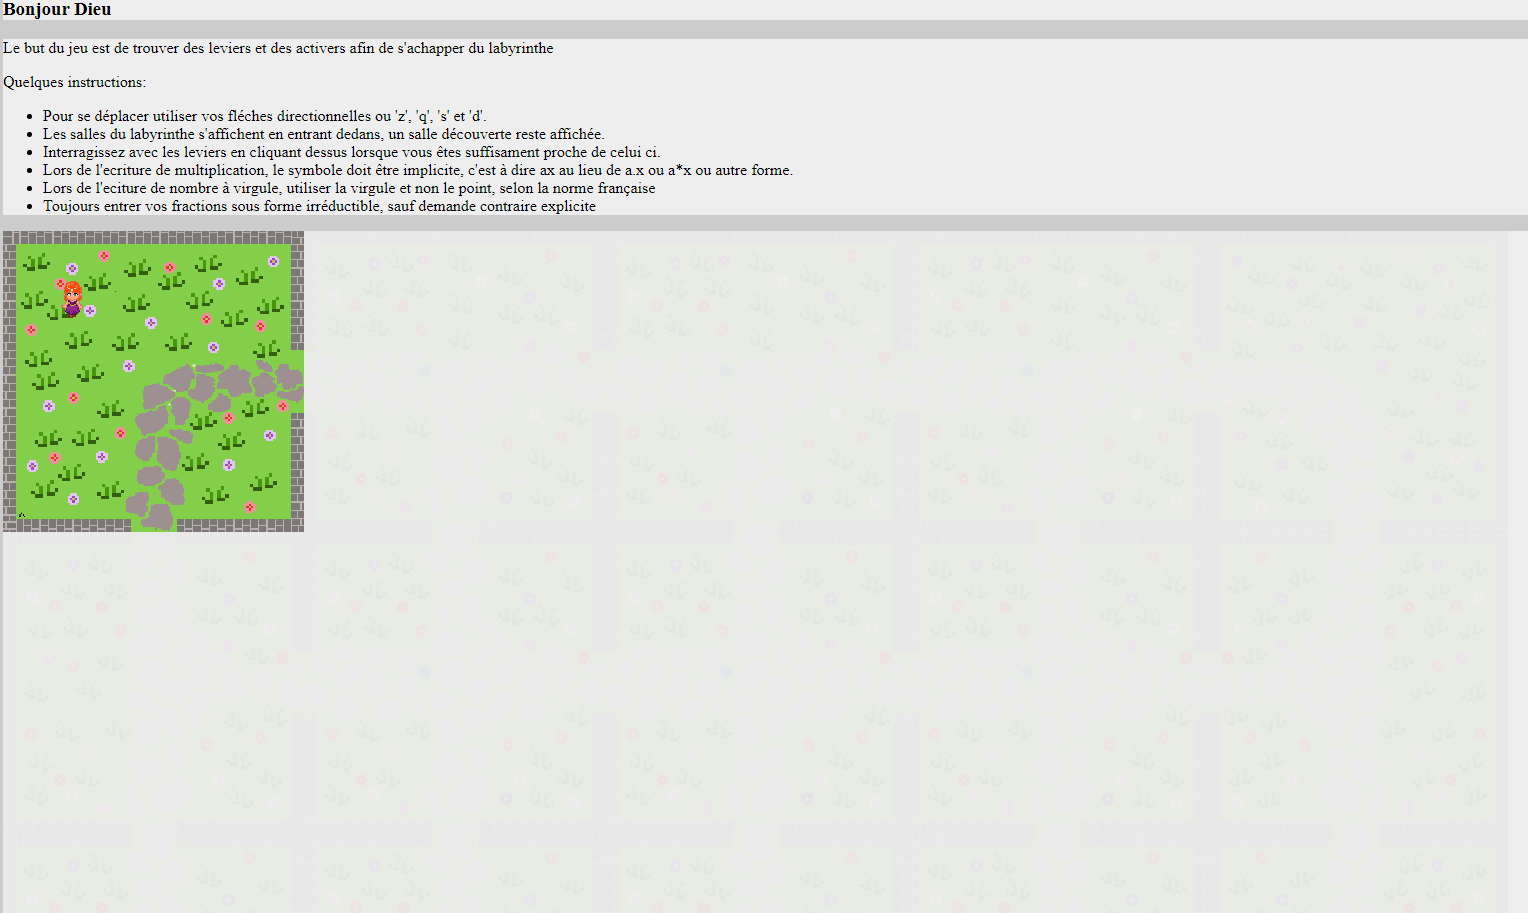 Bonjour Dieu
Le but du jeu est de trouver des leviers et des activers afin de s'achapper du labyrinthe
Quelques instructions:
Pour se déplacer utiliser vos fléches directionnelles ou 'z', 'q', 's' et 'd'.
Les salles du labyrinthe s'affichent en entrant dedans, un salle découverte reste affichée.
Interragissez avec les leviers en cliquant dessus lorsque vous êtes suffisament proche de celui ci.
Lors de l'ecriture de multiplication, le symbole doit être implicite, c'est à dire ax au lieu de a.x ou a*x ou autre forme.
Lors de l'eciture de nombre à virgule, utiliser la virgule et non le point, selon la norme française
Toujours entrer vos fractions sous forme irréductible, sauf demande contraire explicite